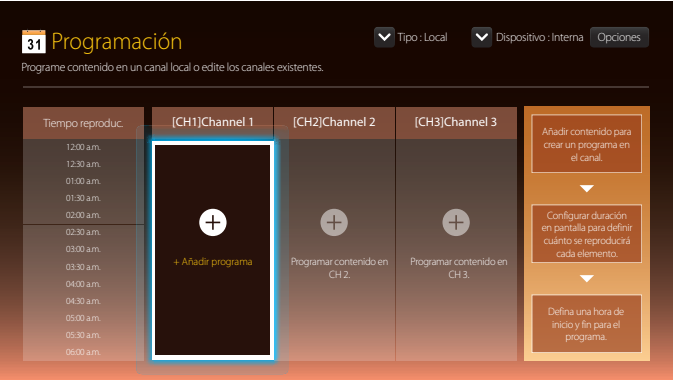 31 Programación
Tipo : Local
Dispositivo : Interna
Opciones
Programe contenido en un canal local o edite los canales existentes.
Tiempo reproduc.
[CH1]Channel 1
[CH2]Channel 2
[CH3]Channel 3
12:00 a.m.
12:30 a.m.
01:00 a.m.
01:30 a.m.
02:00 a.m.
02:30 a.m.
03:00 a.m.
03:30 a.m.
04:00 a.m.
04:30 a.m.
05:00 a.m.
05:30 a.m.
06:00 a.m.
+ Añadir programa
Programar contenido en
CH 2.
Programar contenido en
CH 3.
Añadir contenido para
crear un programa en
el canal.
Configurar duración
en pantalla para definir
cuánto se reproducirá
cada elemento.
Defina una hora de
inicio y fin para el
programa.